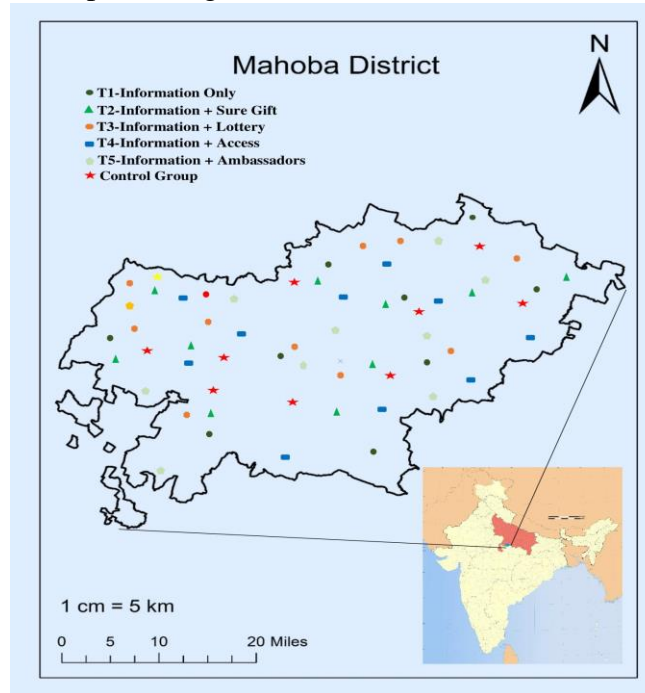 N
Mahoba District
T1-Information Only
T2-Information + Sure Gift
T3-Information + Lottery
T4-Information + Access
T5-Information + Ambassadors
Control Group
1 cm = 5 km
0 5 10 20 Miles